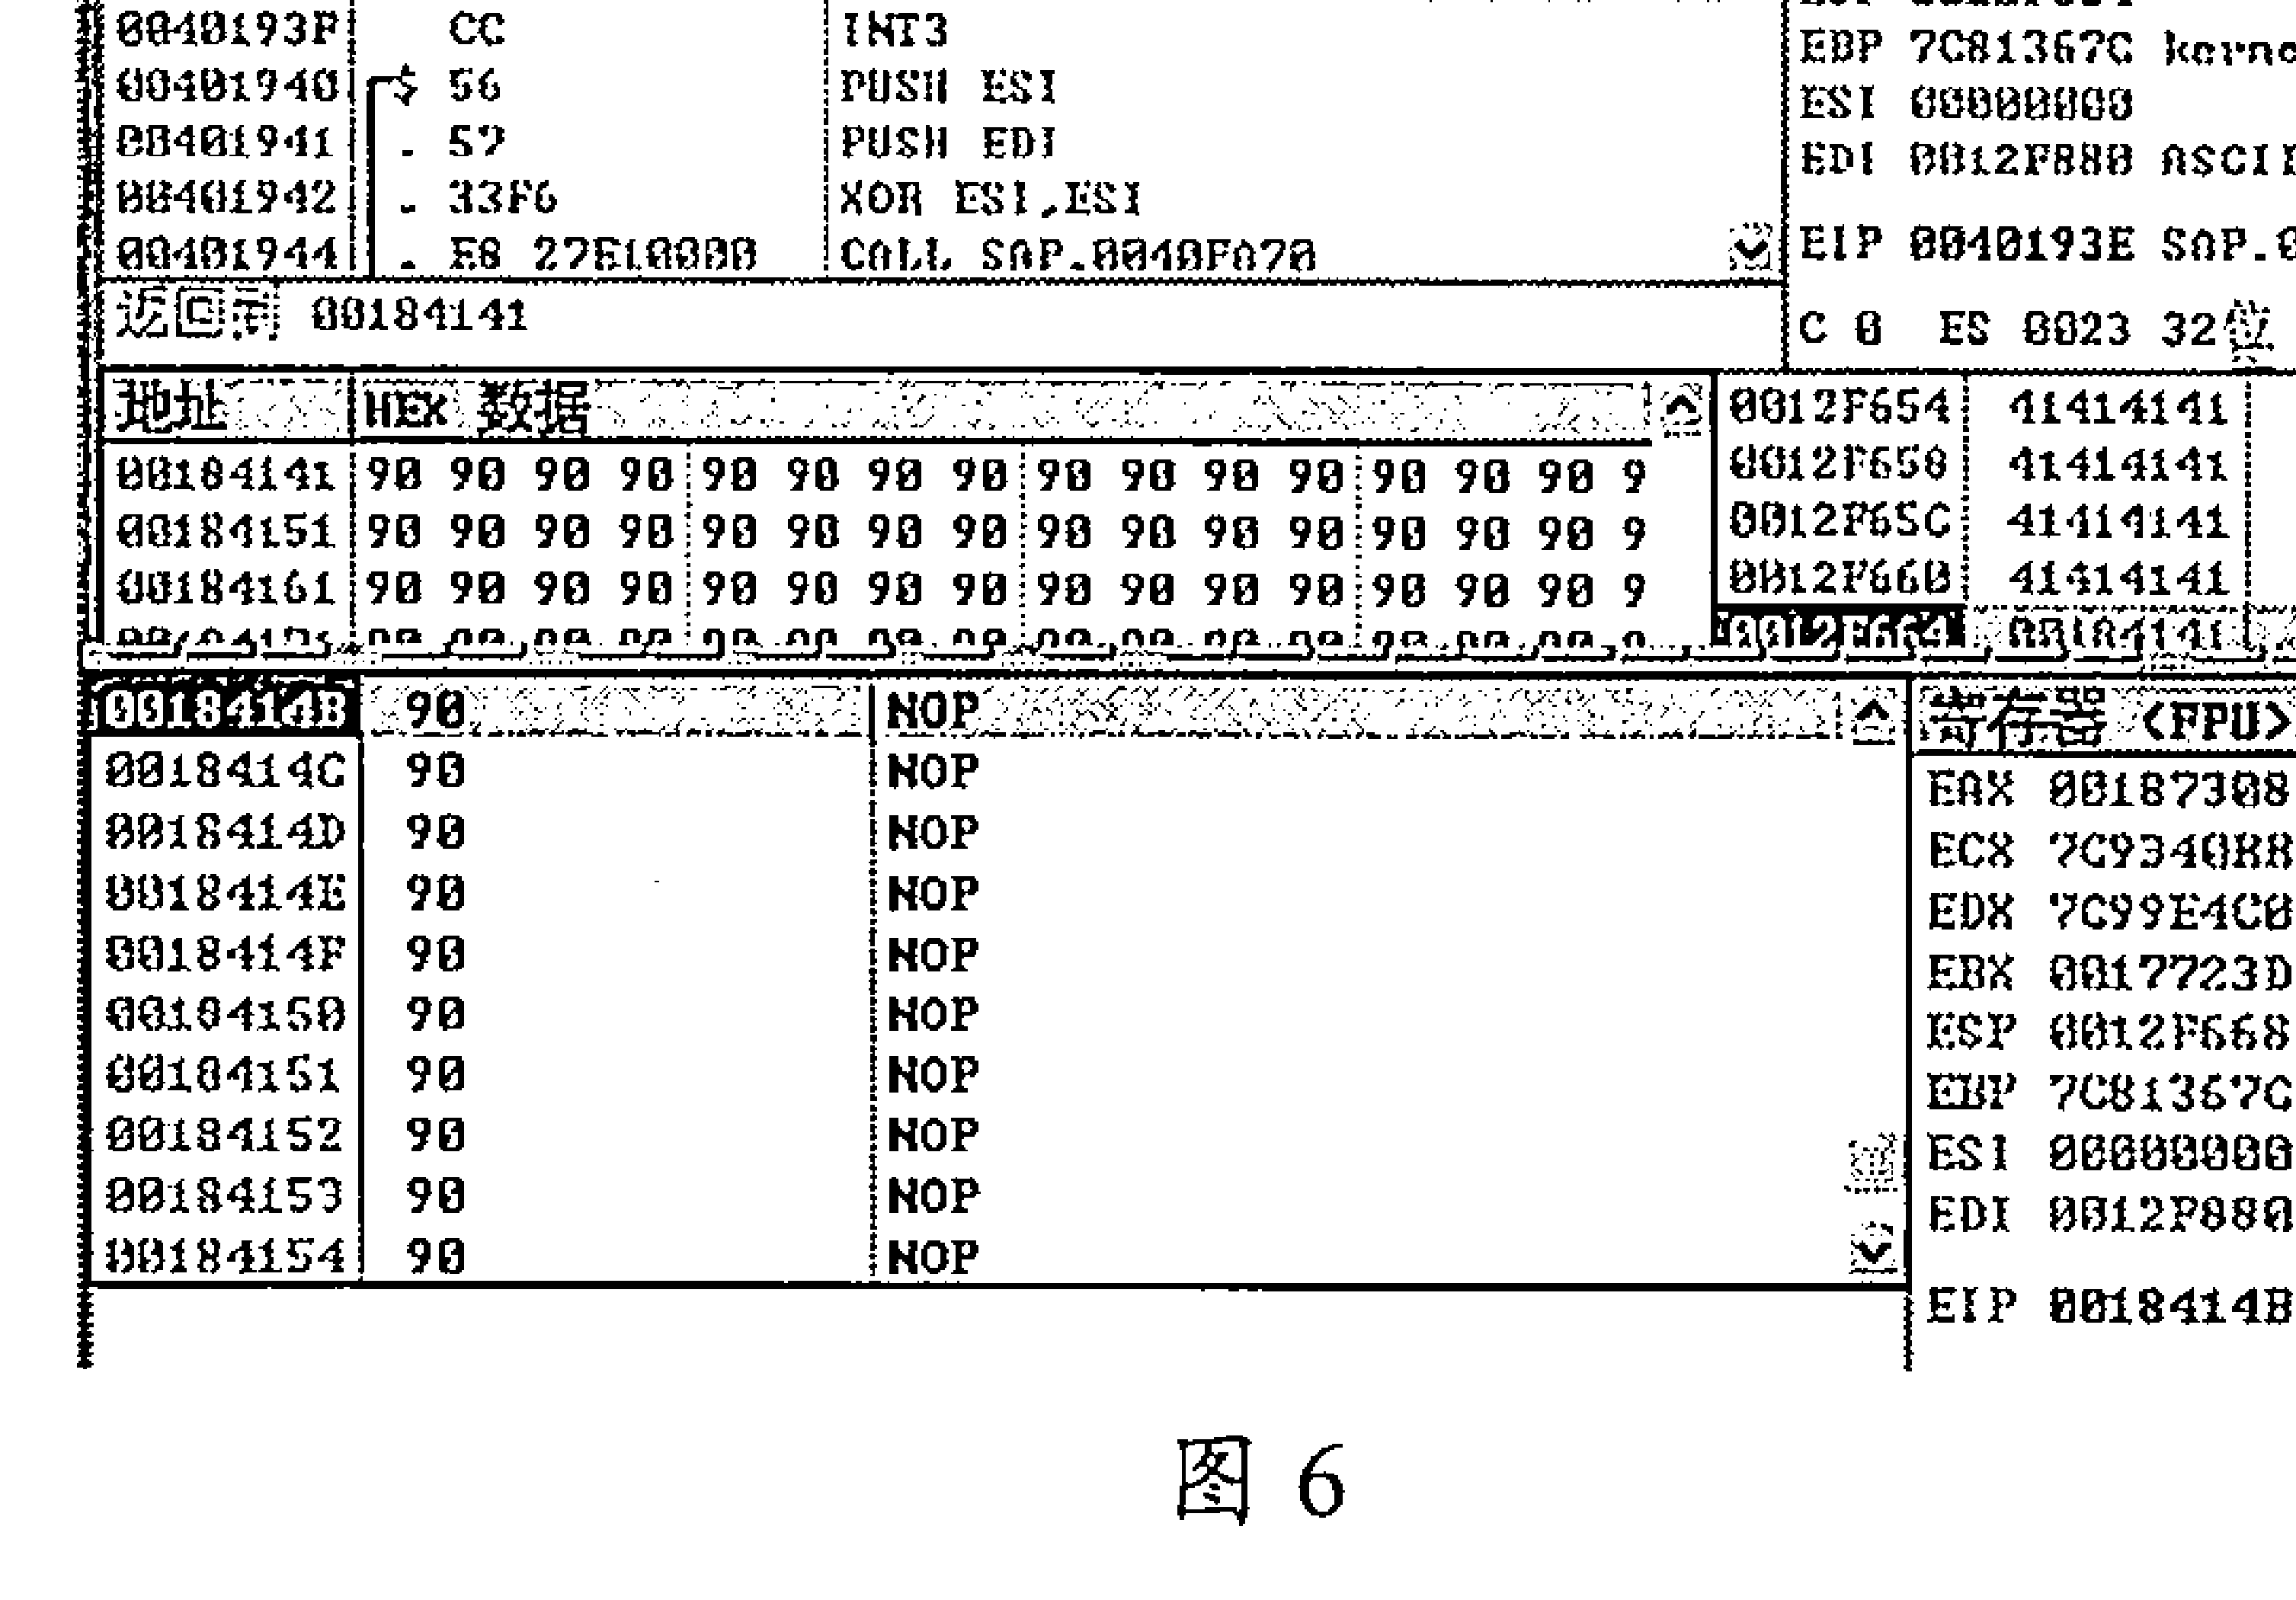 0040193F CC INT3
00401940 $ 56 PUSH ESI
00401941 . 57 PUSH EDI
00401942 . 33F6 XOR ESI,ESI
00401944 . E8 27E10000 CALL SAP.0040FA70
EBP 7C81367C kerne
ESI 00000000
EDI 0012F880 ASCII
EIP 0040193E SAP.0
返回到 00184141
C 0 ES 0023 32位
地址 HEX 数据
00184141 90 90 90 90 90 90 90 90 90 90 90 90 90 90 90 9
00184151 90 90 90 90 90 90 90 90 90 90 90 90 90 90 90 9
00184161 90 90 90 90 90 90 90 90 90 90 90 90 90 90 90 9
0012F654 41414141
0012F658 41414141
0012F65C 41414141
0012F660 41414141
0012F664 00184141
0018414B 90 NOP
0018414C 90 NOP
0018414D 90 NOP
0018414E 90 NOP
0018414F 90 NOP
00184150 90 NOP
00184151 90 NOP
00184152 90 NOP
00184153 90 NOP
00184154 90 NOP
寄存器 <FPU>
EAX 00187308
ECX 7C9340BB
EDX 7C99E4C0
EBX 0017723D
ESP 0012F668
EBP 7C81367C
ESI 00000000
EDI 0012F880
EIP 0018414B
图 6